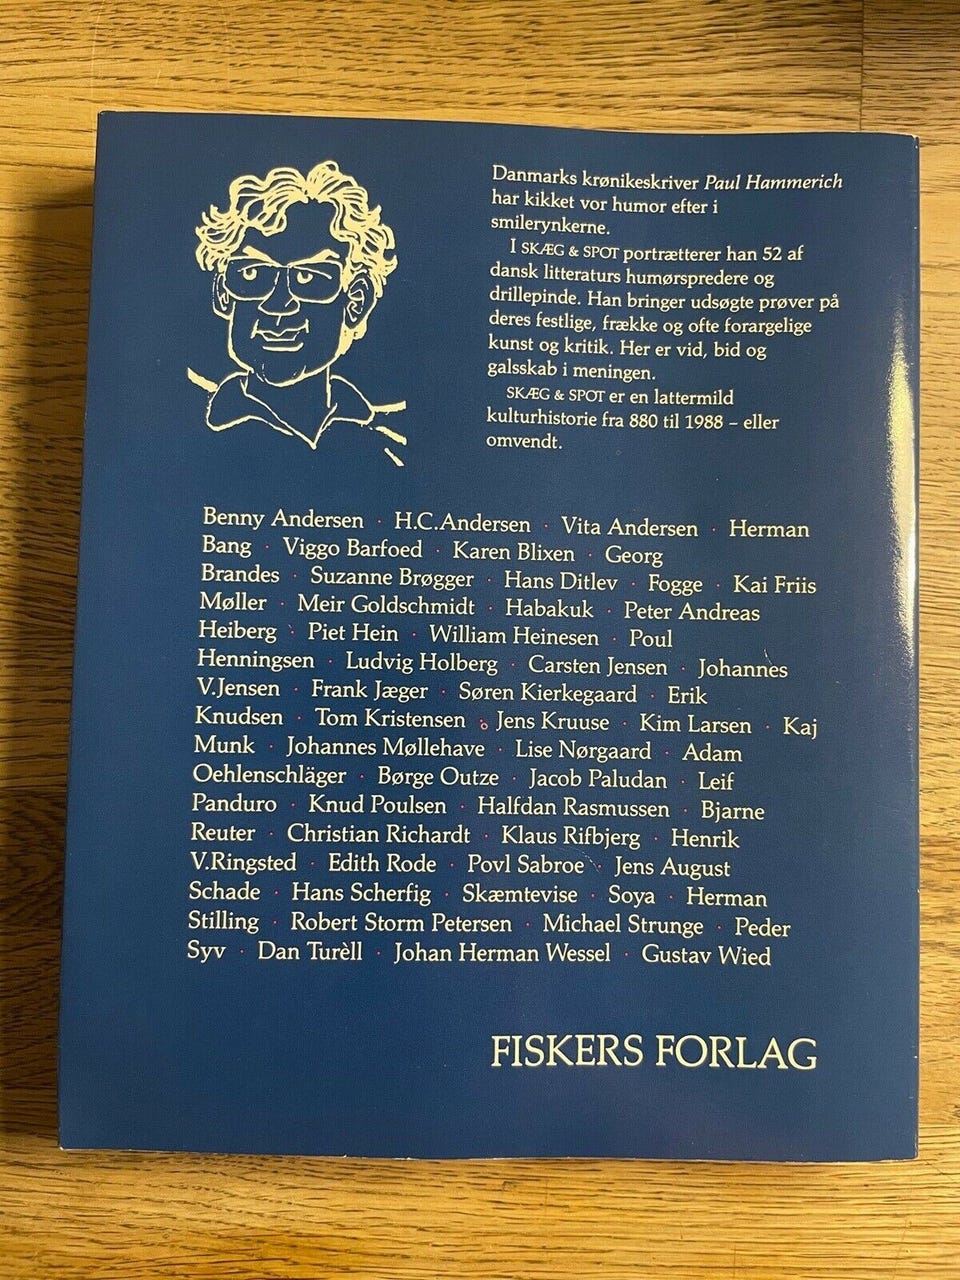 Danmarks krønikeskriver Paul Hammerich
har kikket vor humor efter i
smilerynkerne.
I SKÆG & SPOT portrætterer han 52 af
dansk litteraturs humørspredere og
drillepinde. Han bringer udsøgte prøver på
deres festlige, frække og ofte forargelige
kunst og kritik. Her er vid, bid og
galsskab i meningen.
SKÆG & SPOT er en lattermild
kulturhistorie fra 880 til 1988 – eller
omvendt.
Benny Andersen · H.C.Andersen · Vita Andersen · Herman
Bang · Viggo Barfoed · Karen Blixen · Georg
Brandes · Suzanne Brøgger · Hans Ditlev · Fogge · Kai Friis
Møller · Meir Goldschmidt · Habakuk · Peter Andreas
Heiberg · Piet Hein · William Heinesen · Poul
Henningsen · Ludvig Holberg · Carsten Jensen · Johannes
V.Jensen · Frank Jæger · Søren Kierkegaard · Erik
Knudsen · Tom Kristensen · Jens Kruuse · Kim Larsen · Kaj
Munk · Johannes Møllehave · Lise Nørgaard · Adam
Oehlenschläger · Børge Outze · Jacob Paludan · Leif
Panduro · Knud Poulsen · Halfdan Rasmussen · Bjarne
Reuter · Christian Richardt · Klaus Rifbjerg · Henrik
V.Ringsted · Edith Rode · Povl Sabroe · Jens August
Schade · Hans Scherfig · Skæmtevise · Soya · Herman
Stilling · Robert Storm Petersen · Michael Strunge · Peder
Syv · Dan Turèll · Johan Herman Wessel · Gustav Wied
FISKERS FORLAG